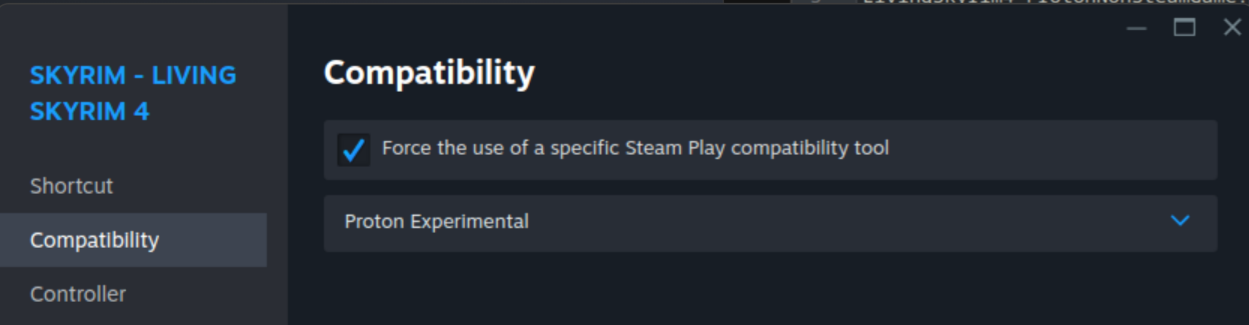 SKYRIM - LIVING
SKYRIM 4
Shortcut
Compatibility
Controller
Compatibility
Force the use of a specific Steam Play compatibility tool
Proton Experimental